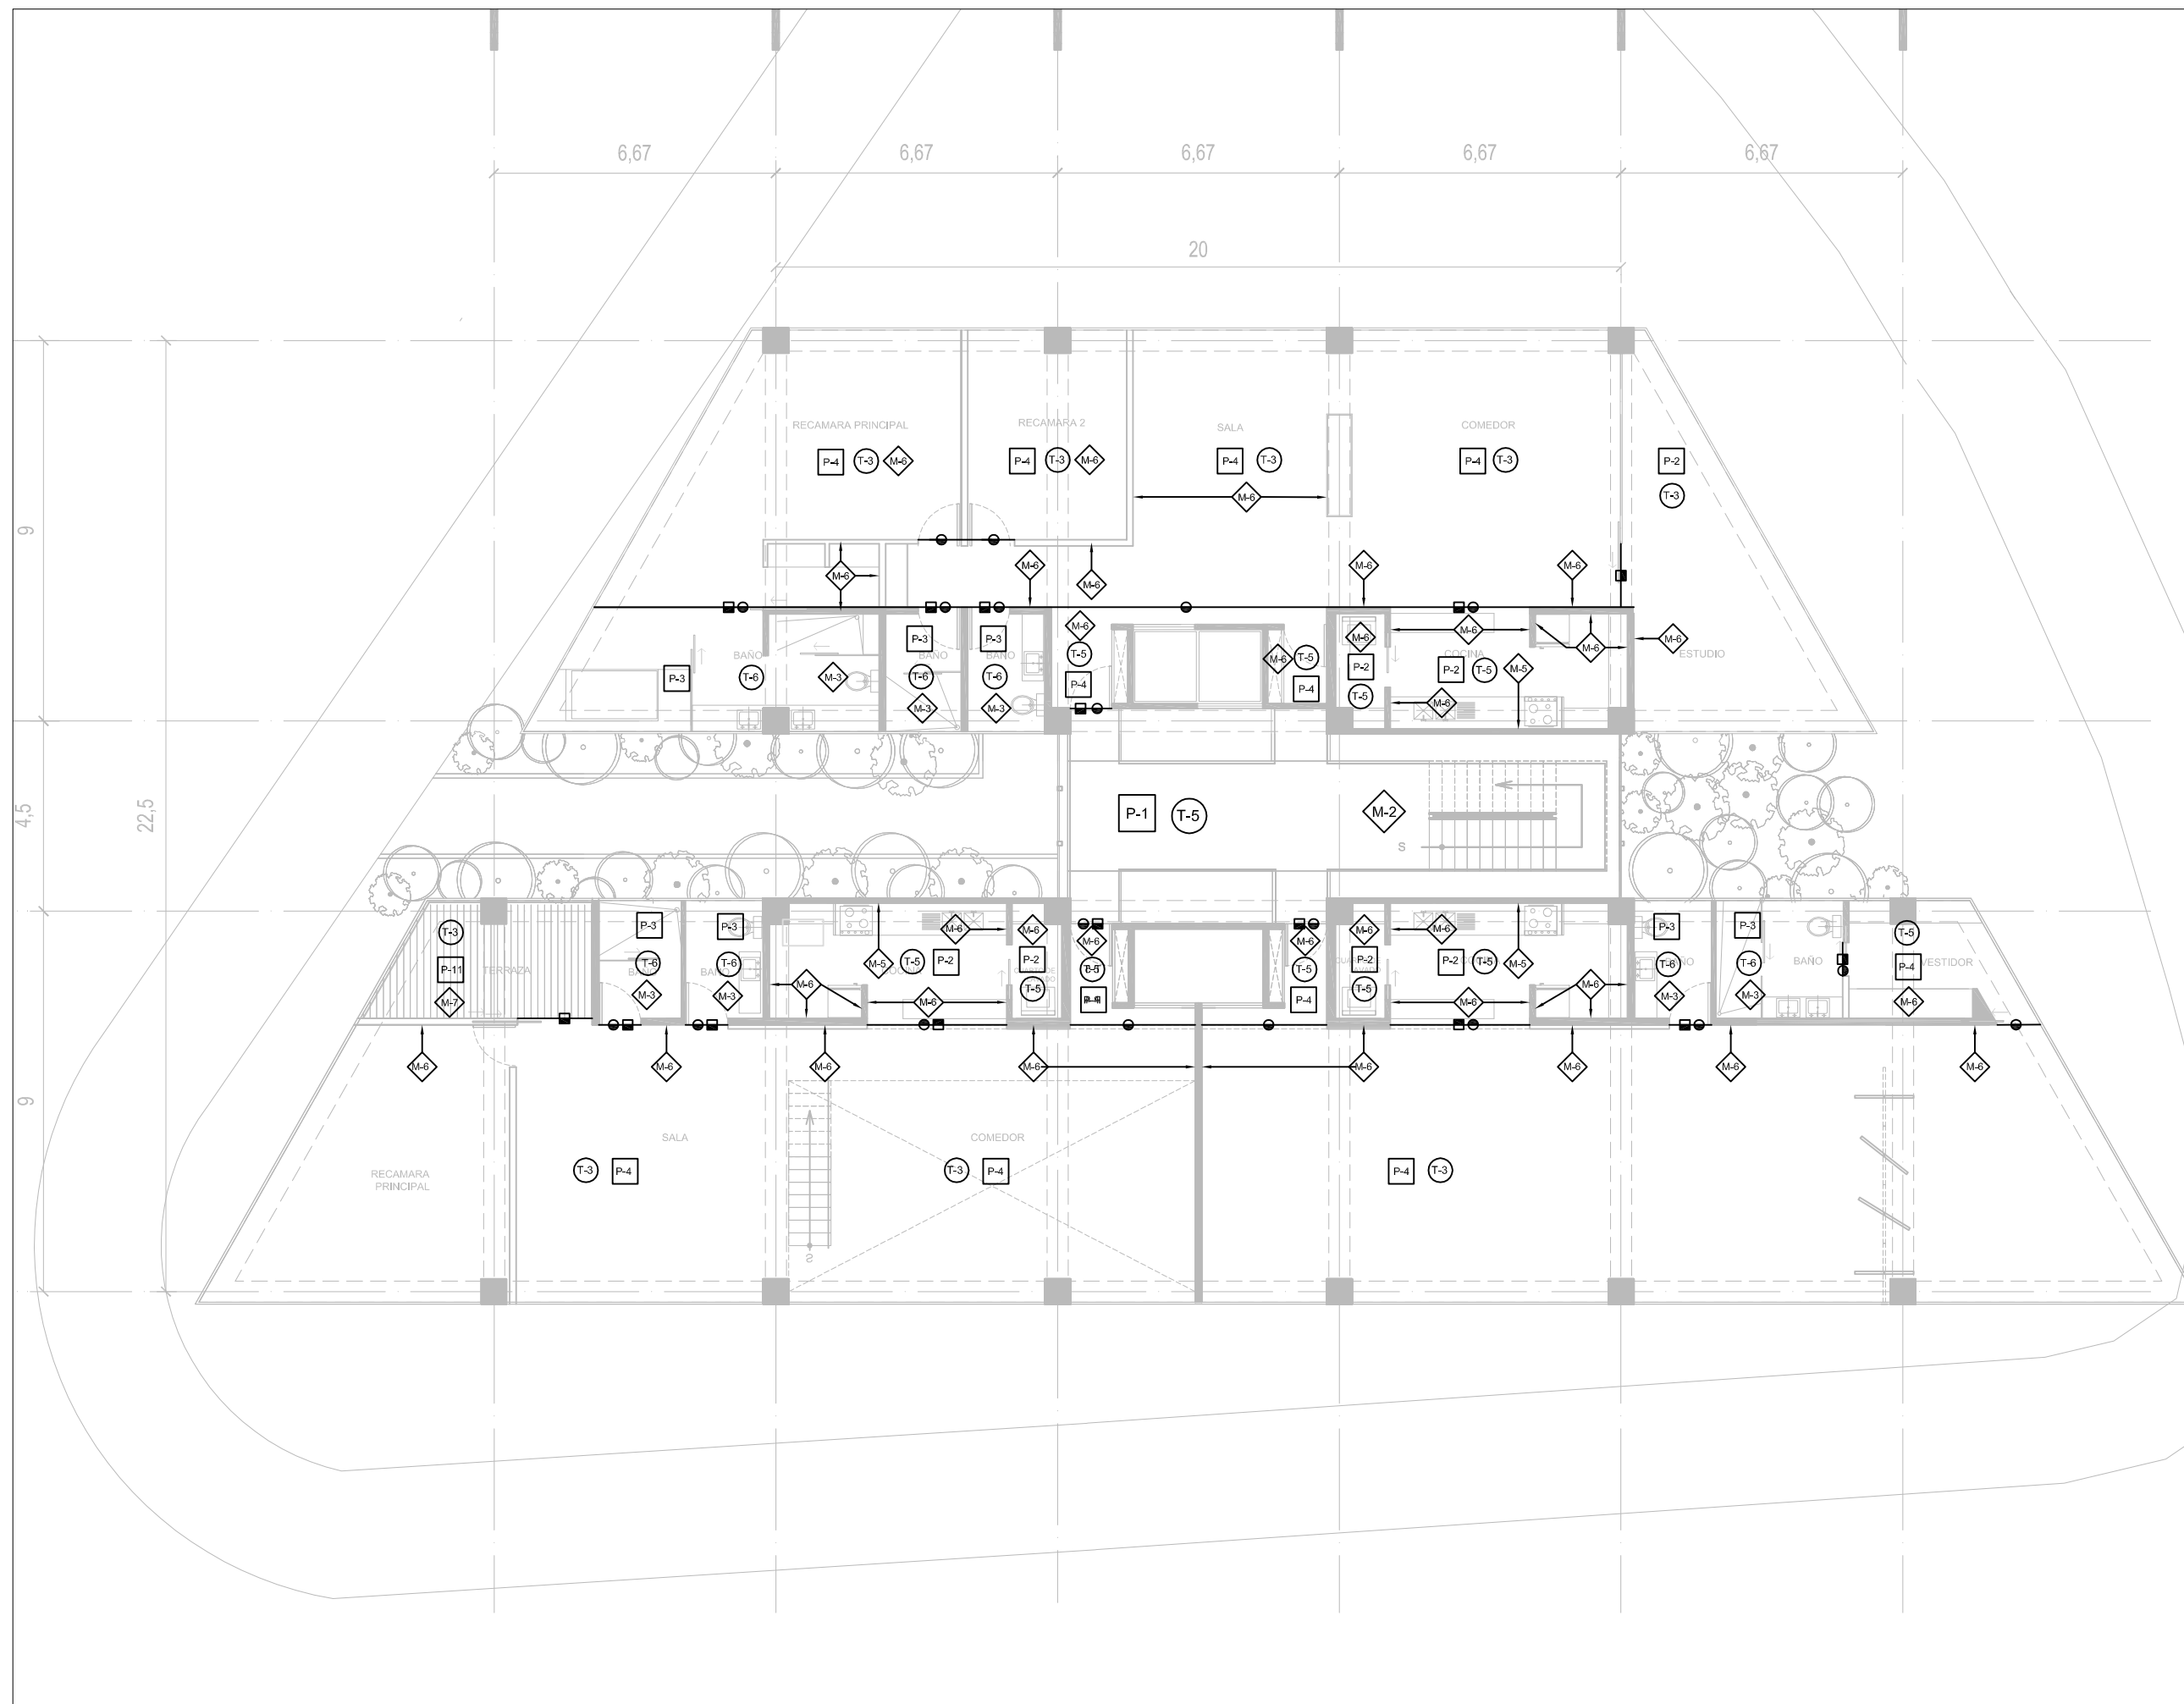 6,67 6,67 6,67 6,67 6,67
20
RECAMARA PRINCIPAL RECAMARA 2 SALA COMEDOR
P-4 T-3 M-6 P-4 T-3 M-6 P-4 T-3 P-4 T-3 P-2
M-6 T-3
9
M-6 M-6 M-6 M-6 M-6
M-6 M-6 M-6 M-6 M-6
P-3 P-3 T-5 M-6 T-5 P-2
BAÑO BAÑO BAÑO COCINA ESTUDIO
P-3 T-6 M-3 T-6 T-6 P-4 P-4 T-5 P-2 T-5 M-5
M-3 M-3 M-6
4,5
22,5
P-1 T-5 M-2
S
T-3 P-3 P-3 M-6 M-6 M-6 M-6 M-6 M-6 P-3 P-3 T-5
P-11 TERRAZA T-6 BAÑO T-6 BAÑO M-5 T-5 P-2 P-2 T-5 P-2 P-2 T-5 M-5 T-6 T-6 BAÑO P-4 VESTIDOR
M-7 M-3 M-3 M-6 M-6 T-5 P-4 T-5 M-6 M-6 M-3 M-3 M-6
M-6 M-6 M-6 M-6 M-6 M-6 M-6 M-6
9
SALA COMEDOR
RECAMARA
PRINCIPAL
T-3 P-4 T-3 P-4 P-4 T-3
S